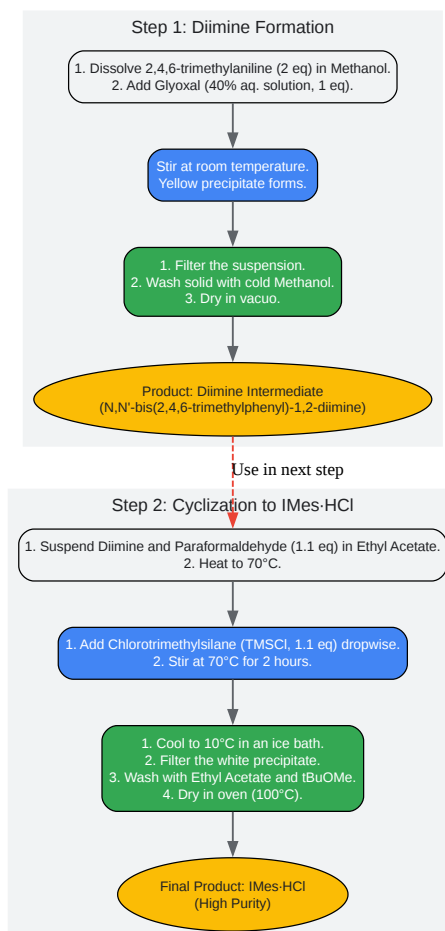 Step 1: Diimine Formation
1. Dissolve 2,4,6-trimethylaniline (2 eq) in Methanol.
2. Add Glyoxal (40% aq. solution, 1 eq).
Stir at room temperature.
Yellow precipitate forms.
1. Filter the suspension.
2. Wash solid with cold Methanol.
3. Dry in vacuo.
Product: Diimine Intermediate
(N,N'-bis(2,4,6-trimethylphenyl)-1,2-diimine)
Use in next step
Step 2: Cyclization to IMes·HCl
1. Suspend Diimine and Paraformaldehyde (1.1 eq) in Ethyl Acetate.
2. Heat to 70°C.
1. Add Chlorotrimethylsilane (TMSCl, 1.1 eq) dropwise.
2. Stir at 70°C for 2 hours.
1. Cool to 10°C in an ice bath.
2. Filter the white precipitate.
3. Wash with Ethyl Acetate and tBuOMe.
4. Dry in oven (100°C).
Final Product: IMes·HCl
(High Purity)